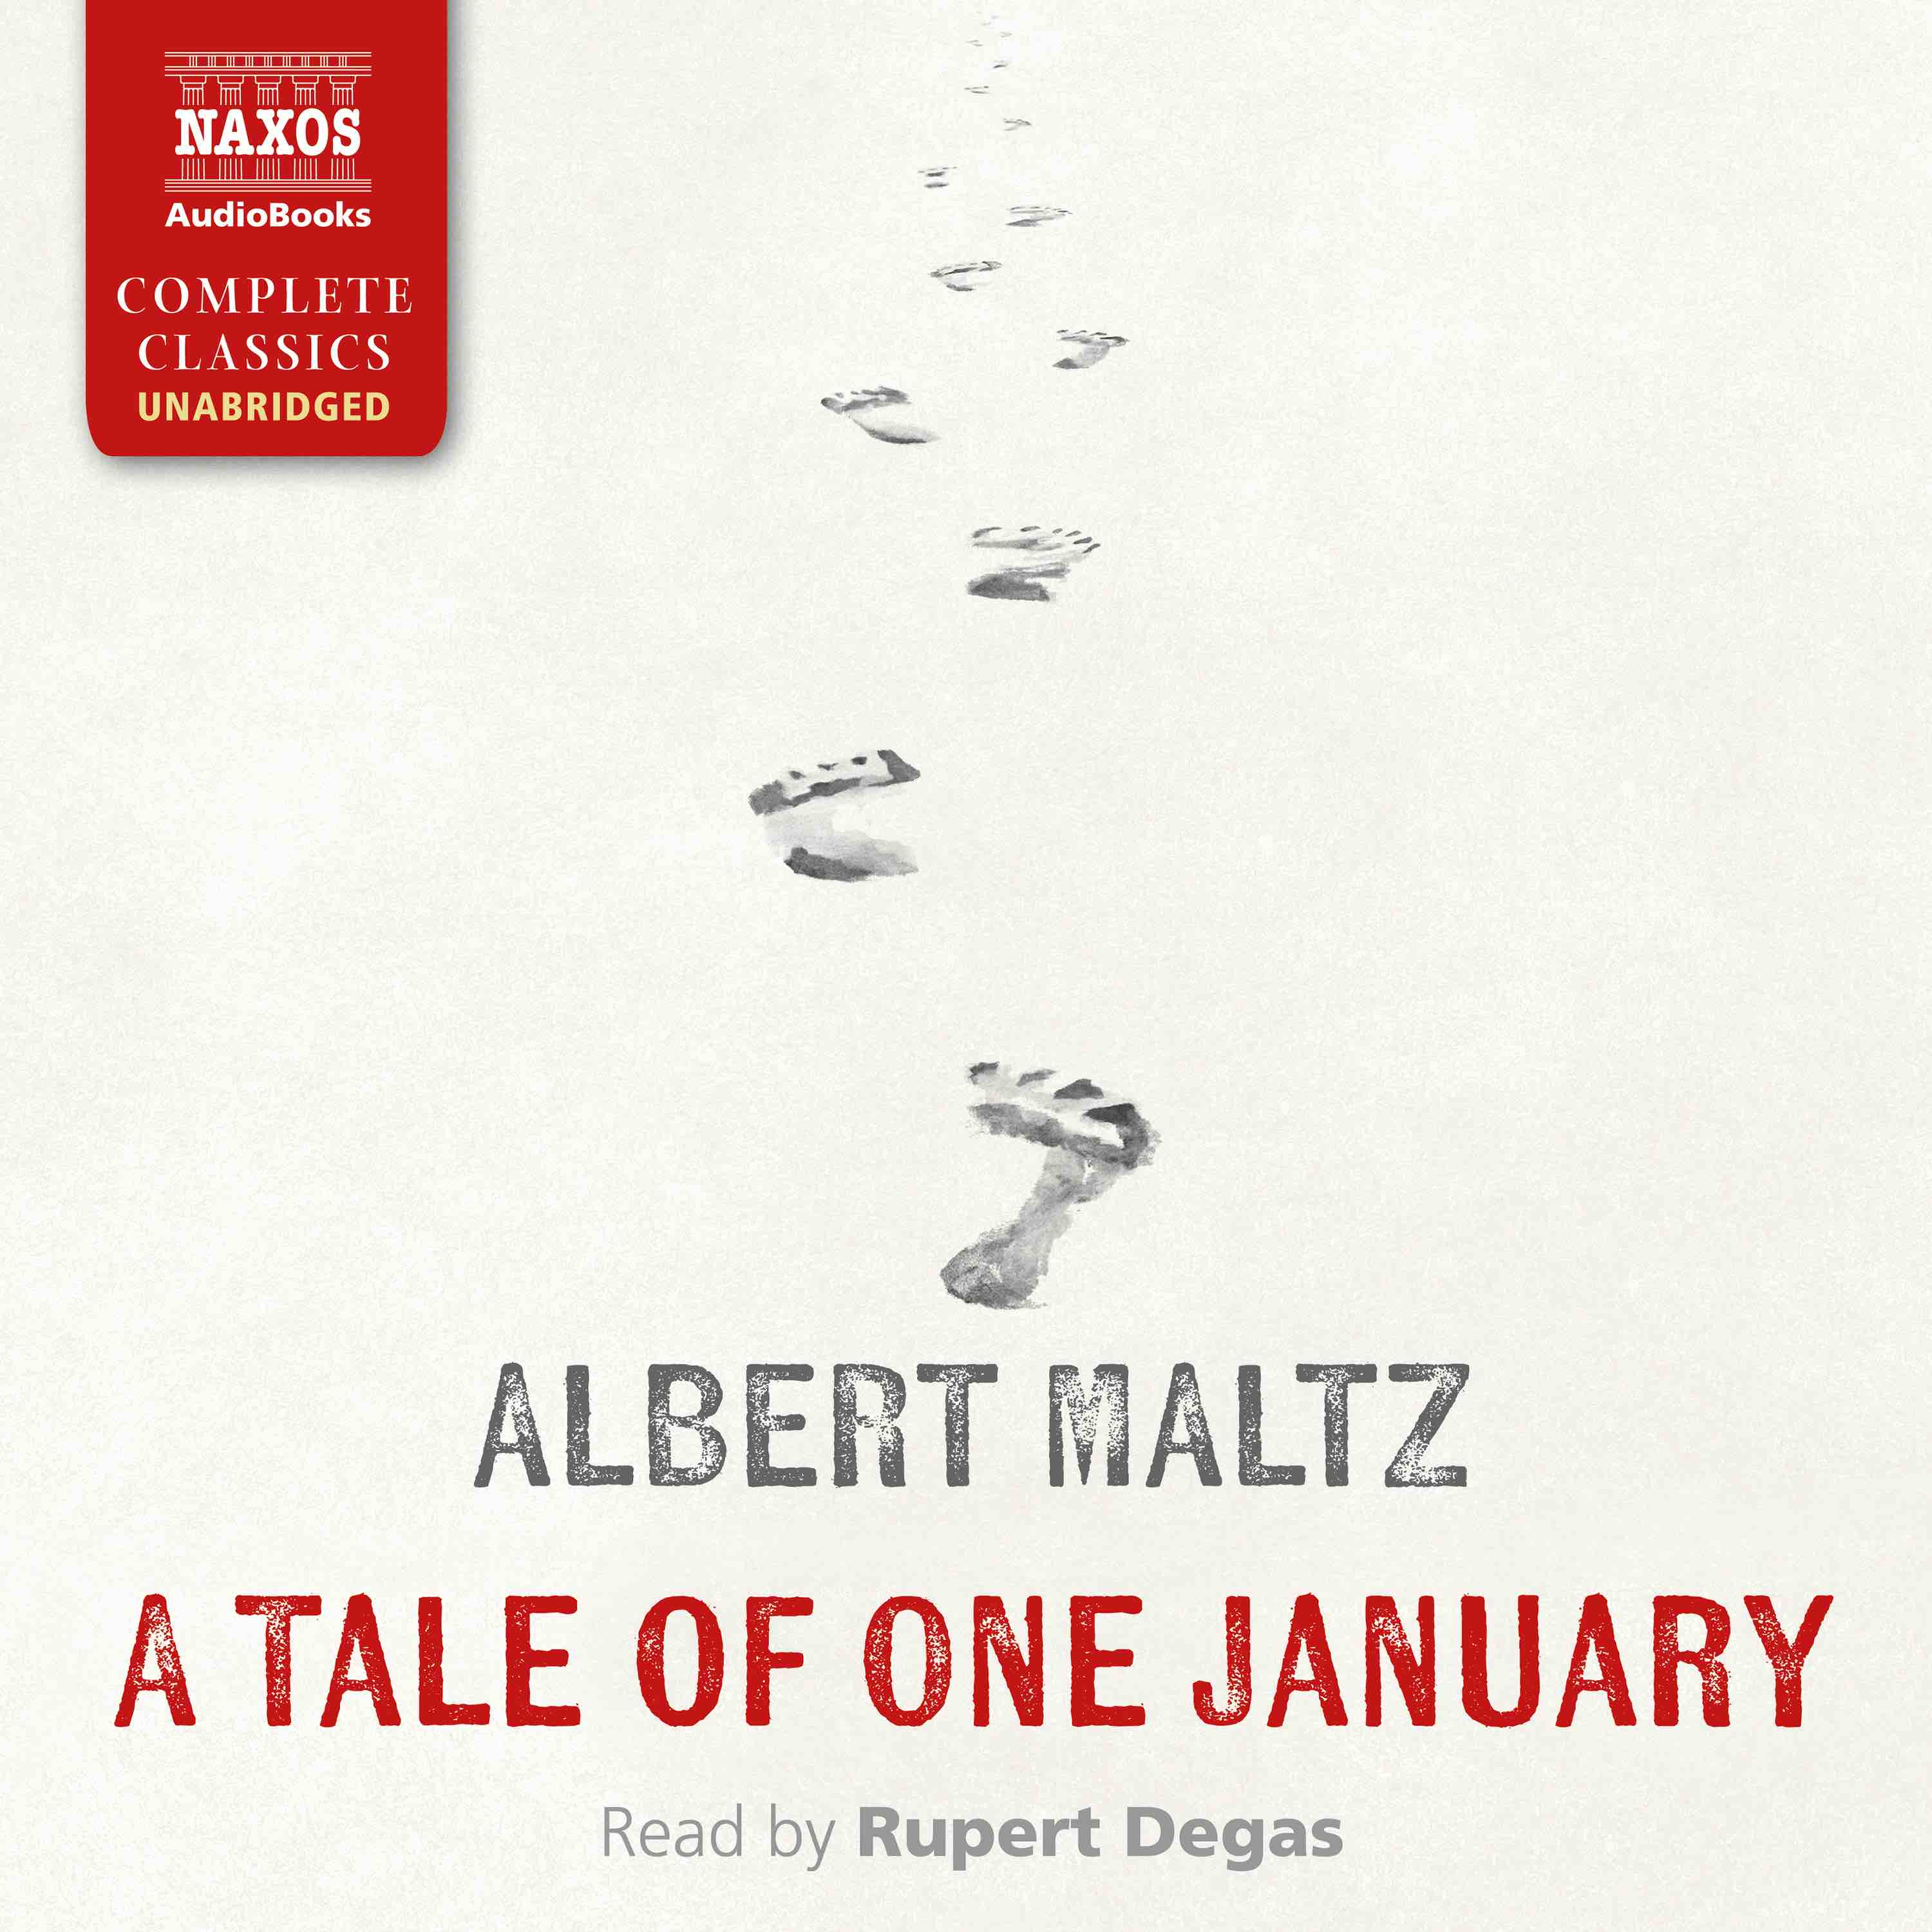 NAXOS
AudioBooks
COMPLETE
CLASSICS
UNABRIDGED
ALBERT MALTZ
A TALE OF ONE JANUARY
Read by Rupert Degas